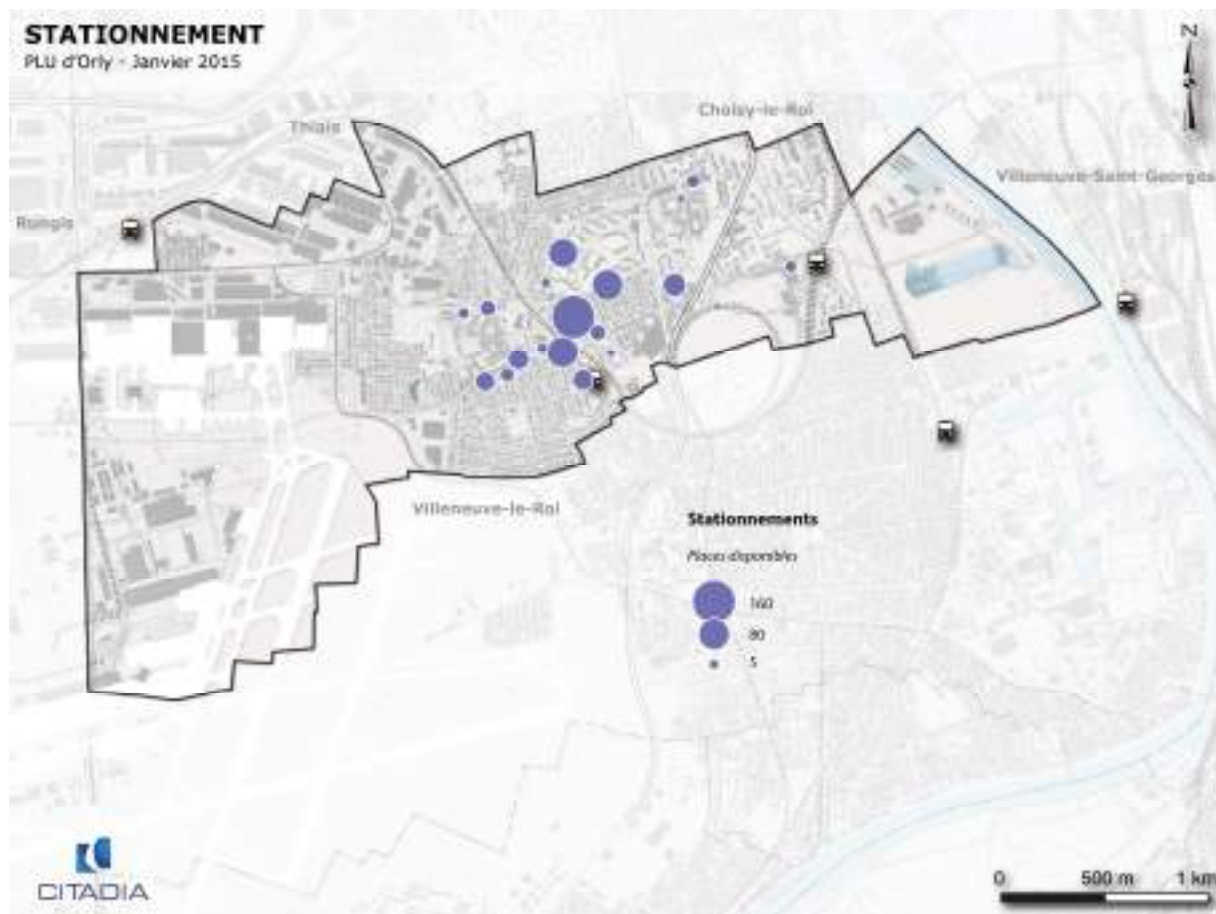 STATIONNEMENT
PLU d'Orly - Janvier 2015
N
Choisy-le-Roi
Thiais
Villeneuve-Saint-Georges
Rungis
Villeneuve-le-Roi
Stationnements
Places disponibles
160
80
5
CITADIA
0 500 m 1 km